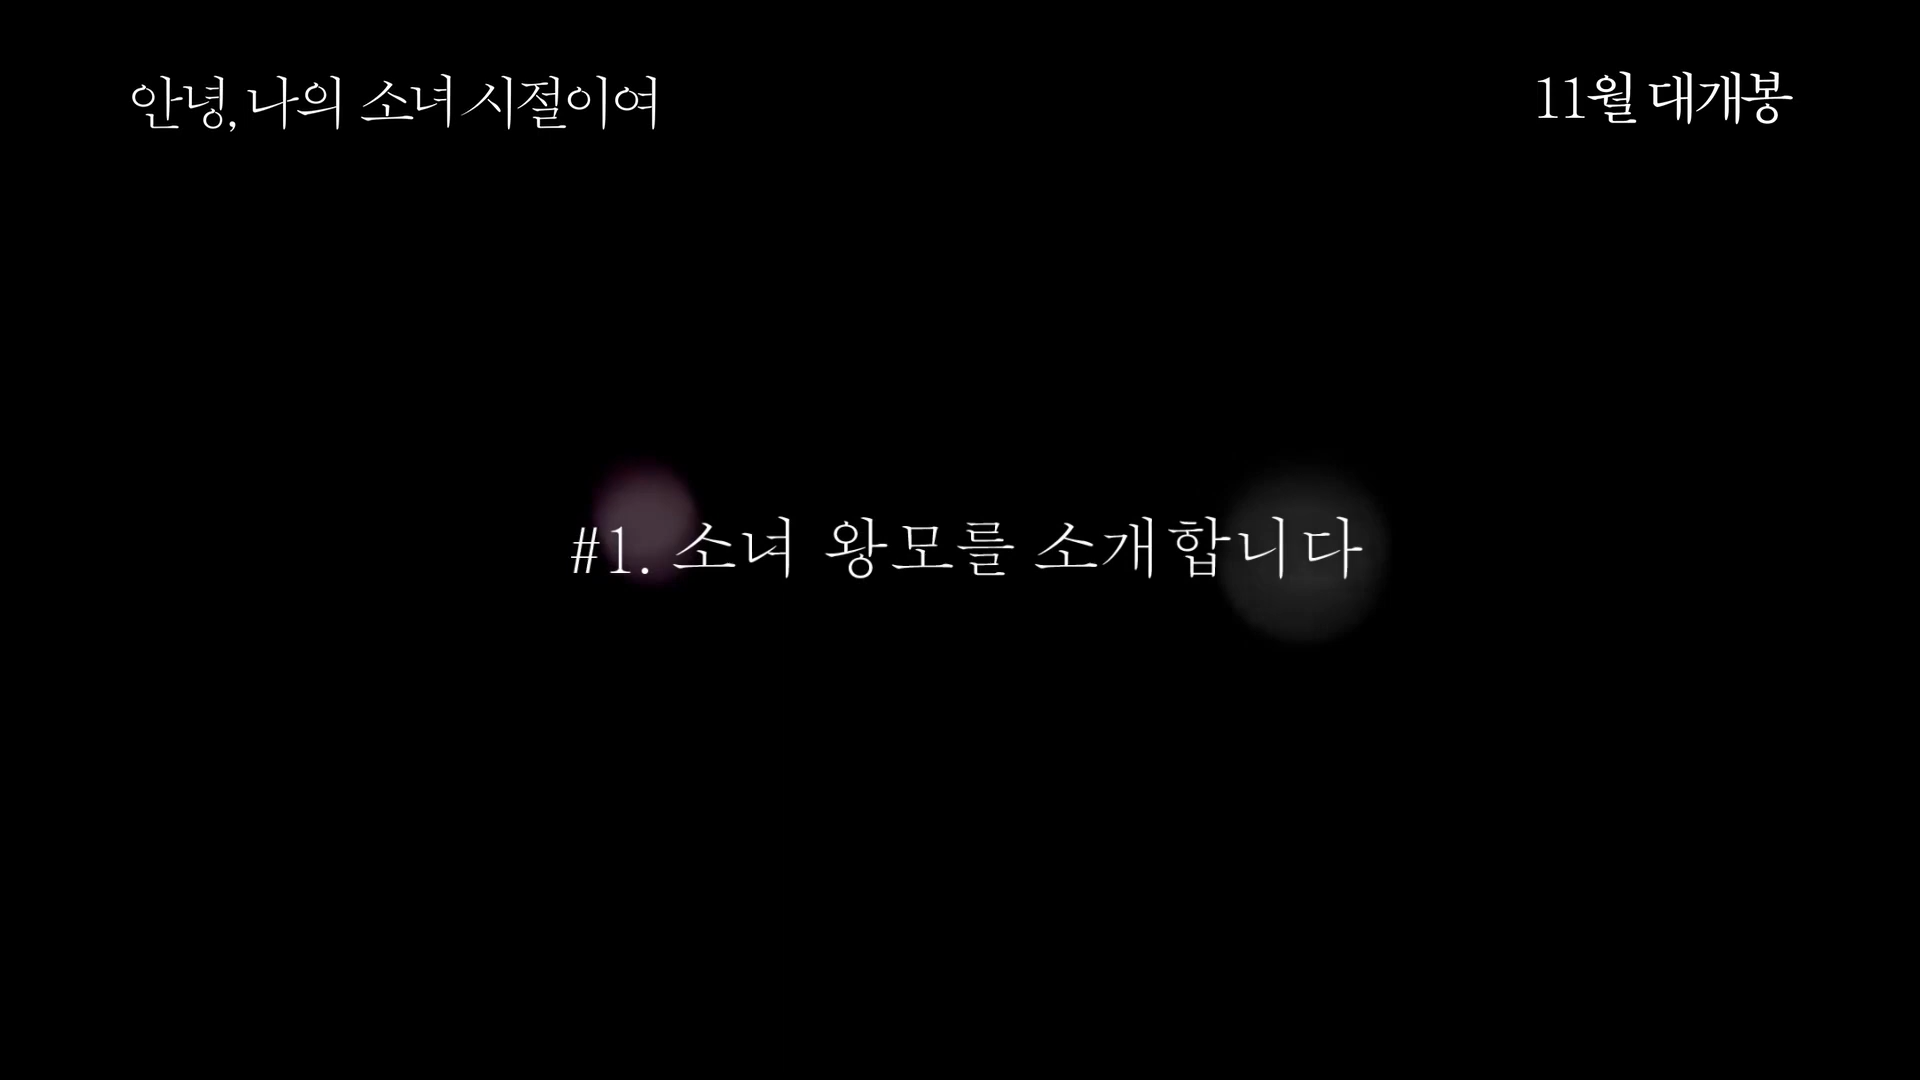 안녕, 나의 소녀시절이여
11월 대개봉
#1. 소녀 왕모를 소개합니다